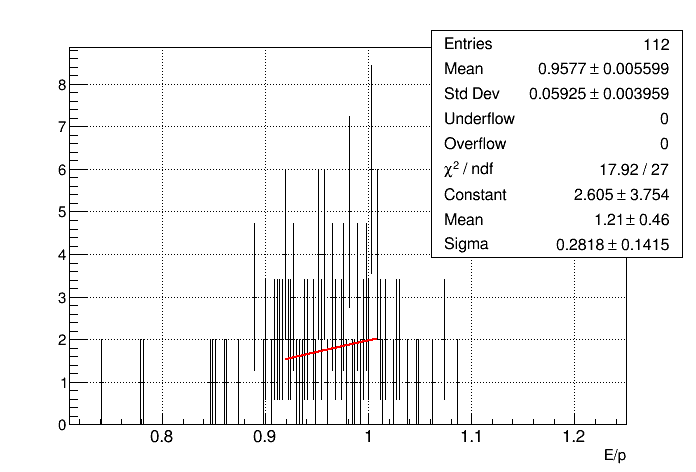 Entries 112
Mean 0.9577 ± 0.005599
Std Dev 0.05925 ± 0.003959
Underflow 0
Overflow 0
χ² / ndf 17.92 / 27
Constant 2.605 ± 3.754
Mean 1.21 ± 0.46
Sigma 0.2818 ± 0.1415
8
7
6
5
4
3
2
1
0
0.8 0.9 1 1.1 1.2
E/p